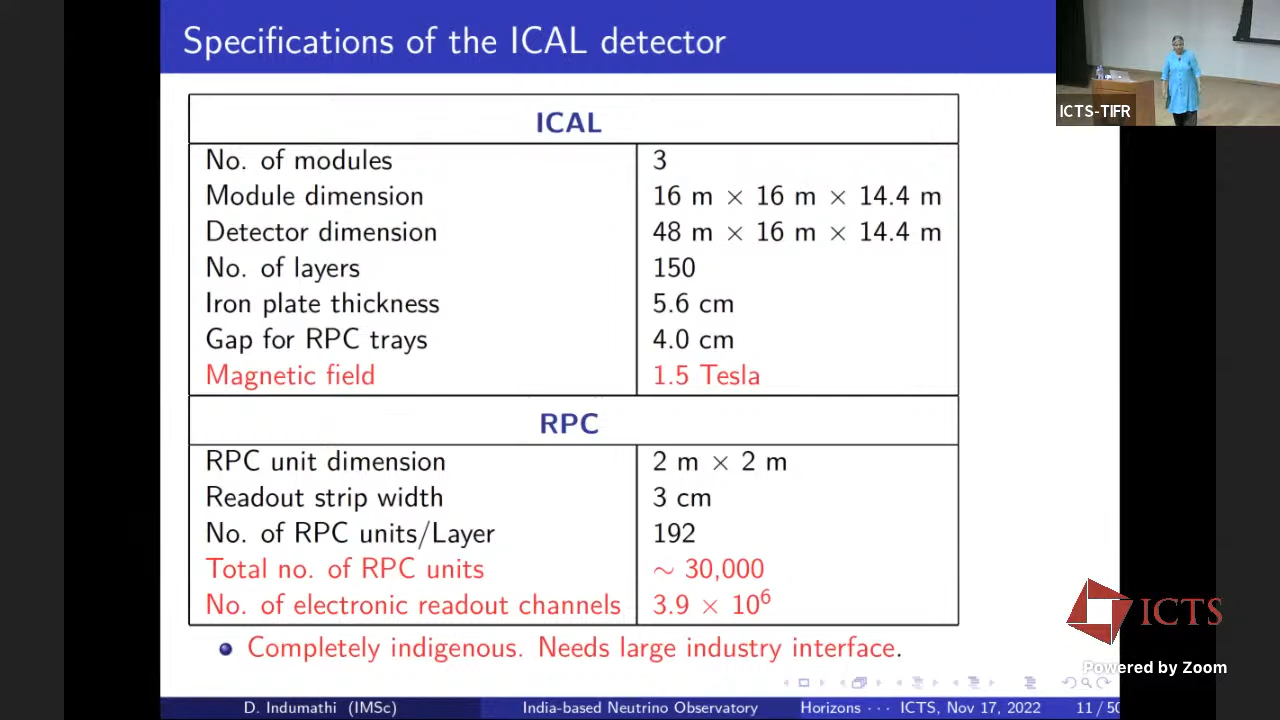 Specifications of the ICAL detector
ICTS-TIFR
ICAL
No. of modules 3
Module dimension 16 m × 16 m × 14.4 m
Detector dimension 48 m × 16 m × 14.4 m
No. of layers 150
Iron plate thickness 5.6 cm
Gap for RPC trays 4.0 cm
Magnetic field 1.5 Tesla
RPC
RPC unit dimension 2 m × 2 m
Readout strip width 3 cm
No. of RPC units/Layer 192
Total no. of RPC units ∼ 30,000
No. of electronic readout channels 3.9 × 10⁶
Completely indigenous. Needs large industry interface.
ICTS
Powered by Zoom
D. Indumathi (IMSc) India-based Neutrino Observatory Horizons · · · ICTS, Nov 17, 2022 11 / 50